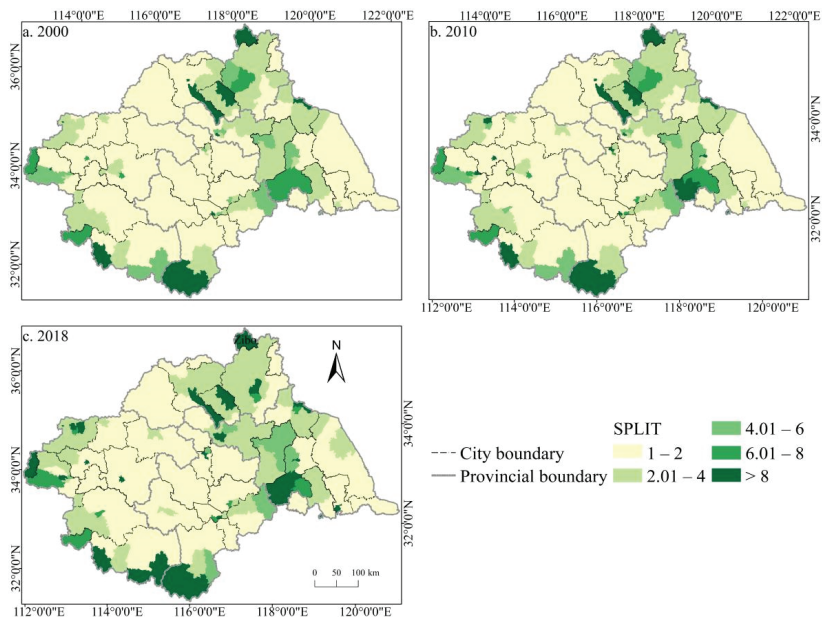 114°0'0"E 116°0'0"E 118°0'0"E 120°0'0"E 122°0'0"E
114°0'0"E 116°0'0"E 118°0'0"E 120°0'0"E 122°0'0"E
a. 2000
36°0'0"N
34°0'0"N
32°0'0"N
b. 2010
34°0'0"N
32°0'0"N
112°0'0"E 114°0'0"E 116°0'0"E 118°0'0"E 120°0'0"E
c. 2018
Zibo
N
36°0'0"N
34°0'0"N
32°0'0"N
34°0'0"N
32°0'0"N
0 50 100 km
112°0'0"E 114°0'0"E 116°0'0"E 118°0'0"E 120°0'0"E
City boundary
Provincial boundary
SPLIT
1 – 2
2.01 – 4
4.01 – 6
6.01 – 8
> 8